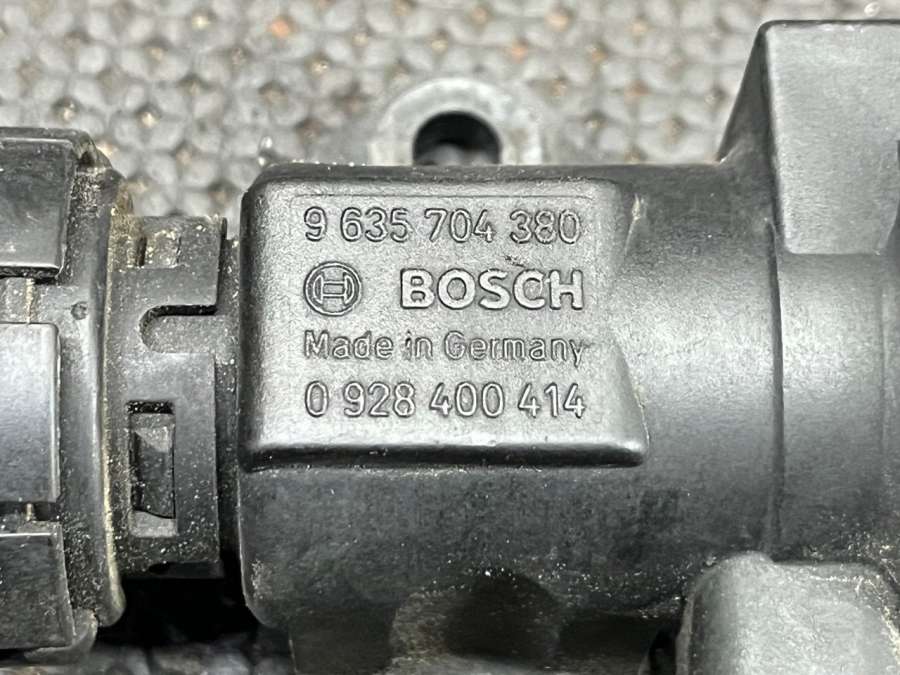 9 635 704 380
BOSCH
Made in Germany
0 928 400 414